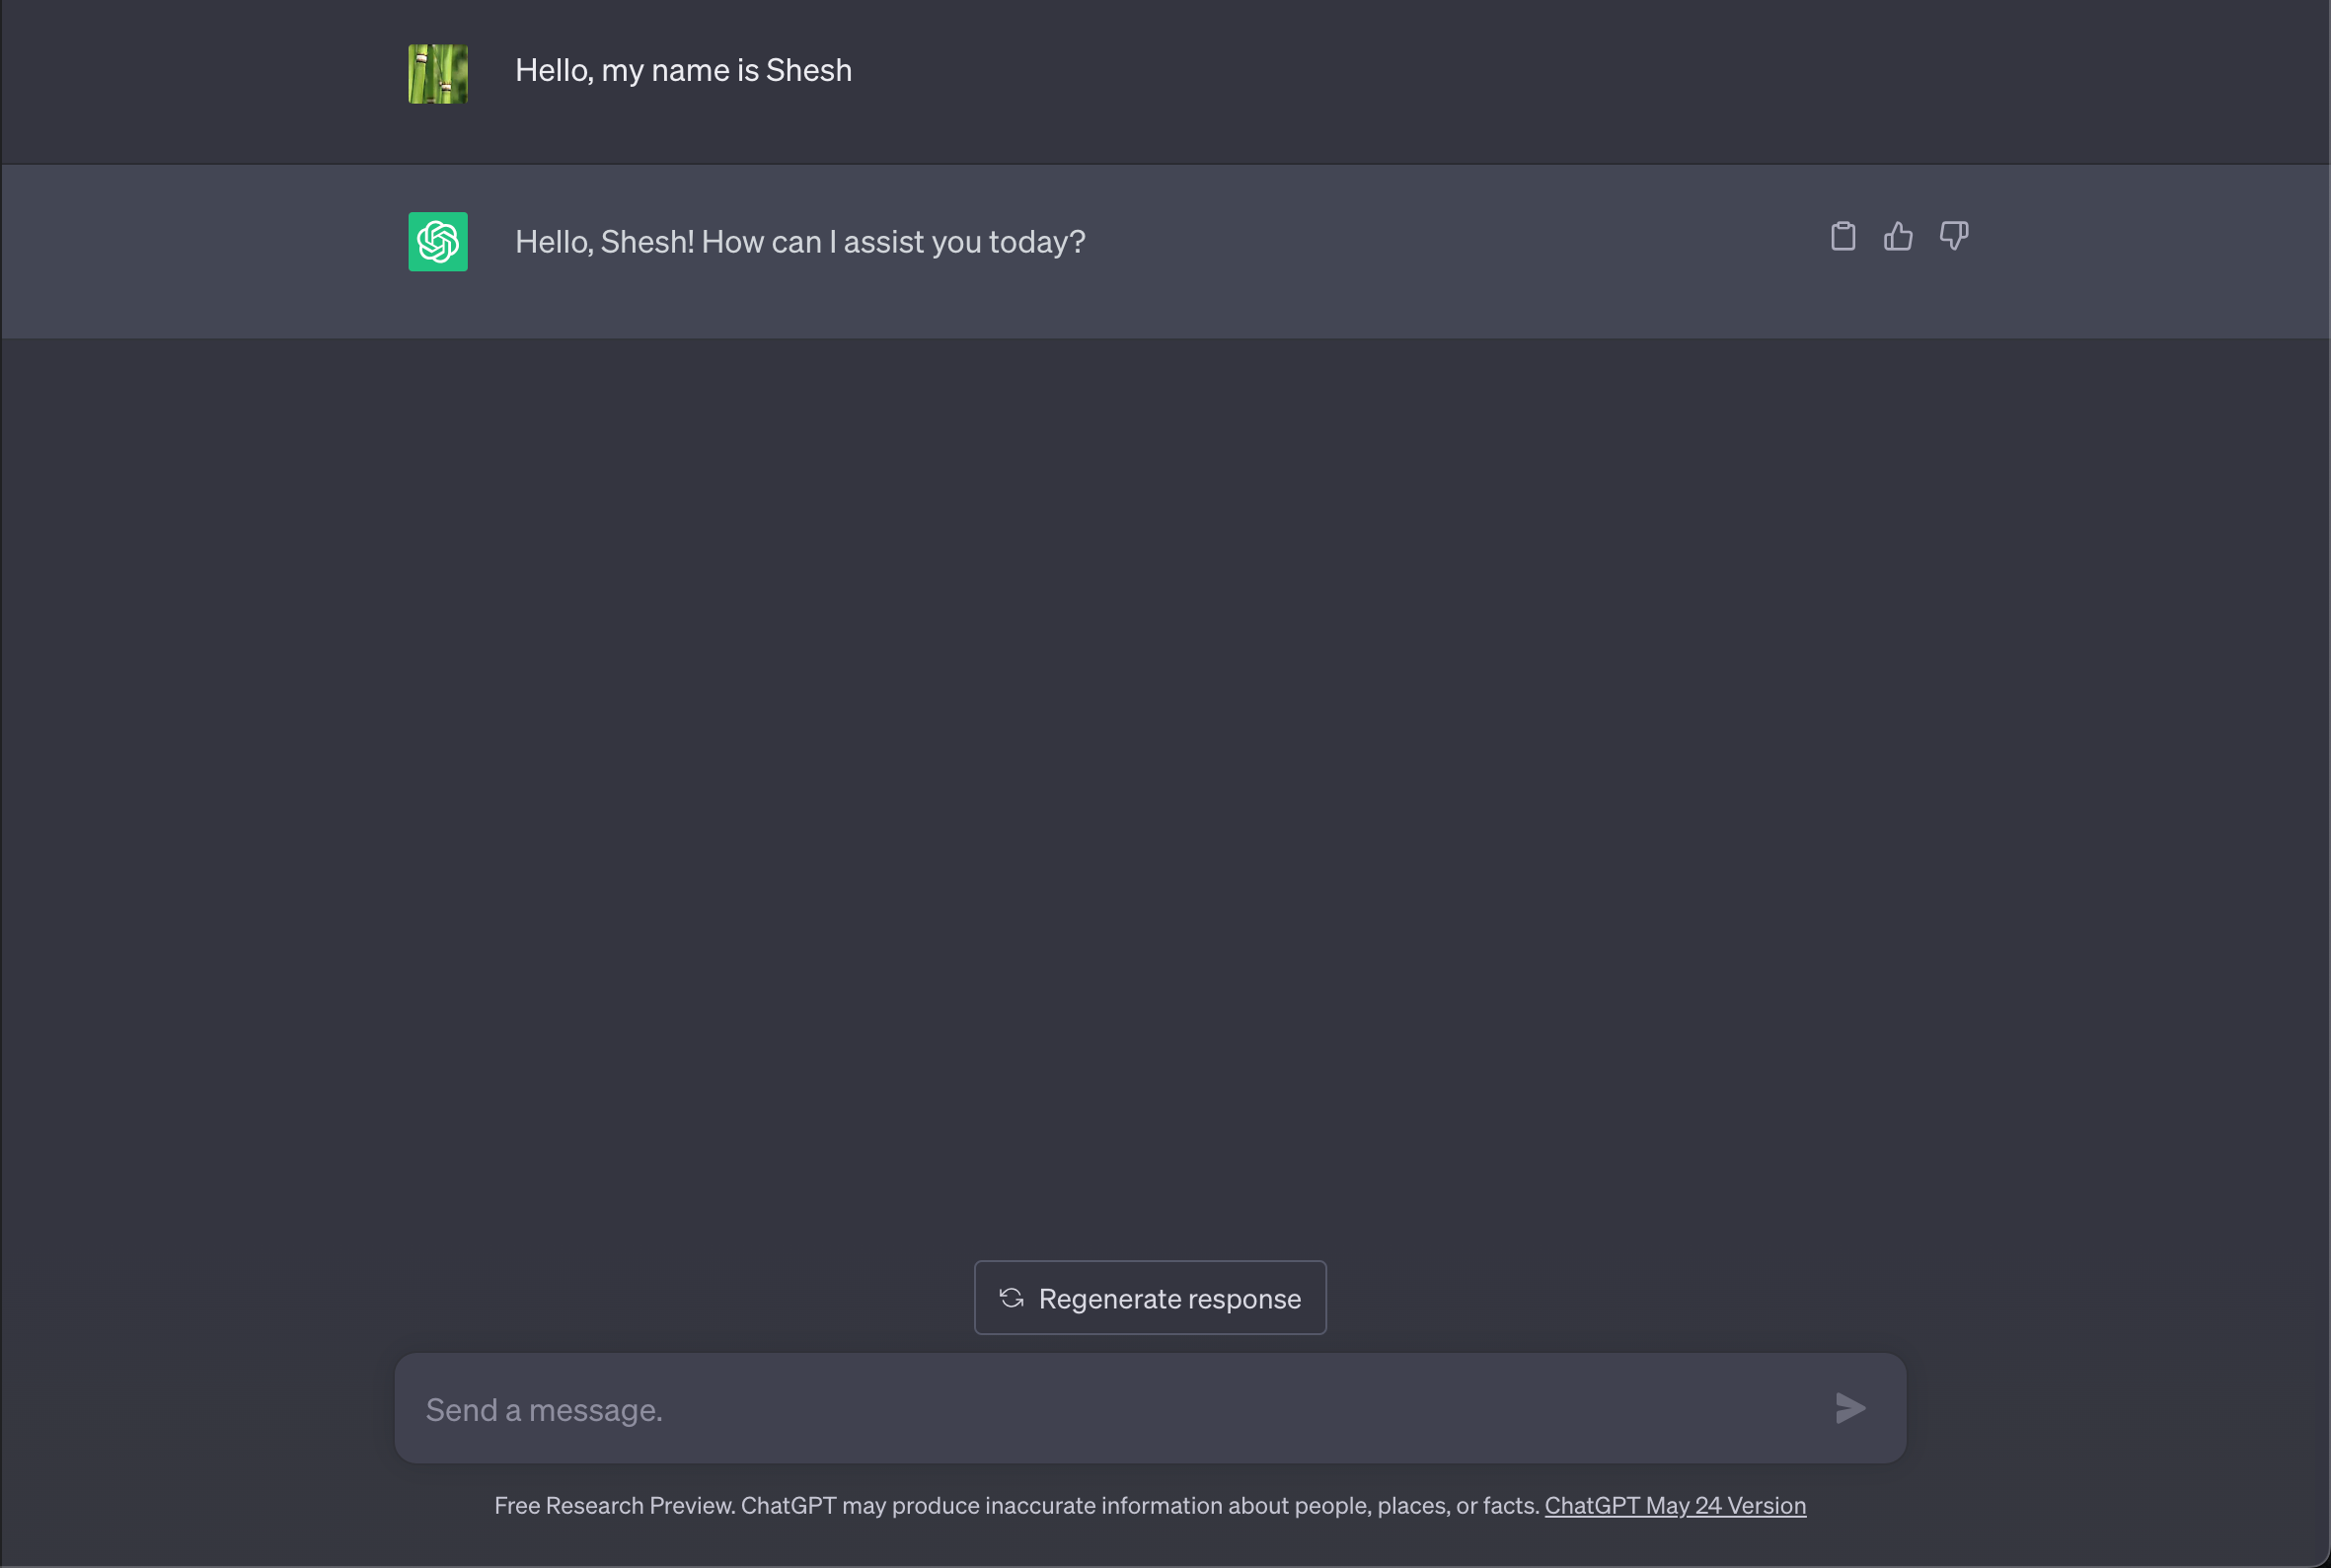 Hello, my name is Shesh
Hello, Shesh! How can I assist you today?
Regenerate response
Send a message.
Free Research Preview. ChatGPT may produce inaccurate information about people, places, or facts. ChatGPT May 24 Version